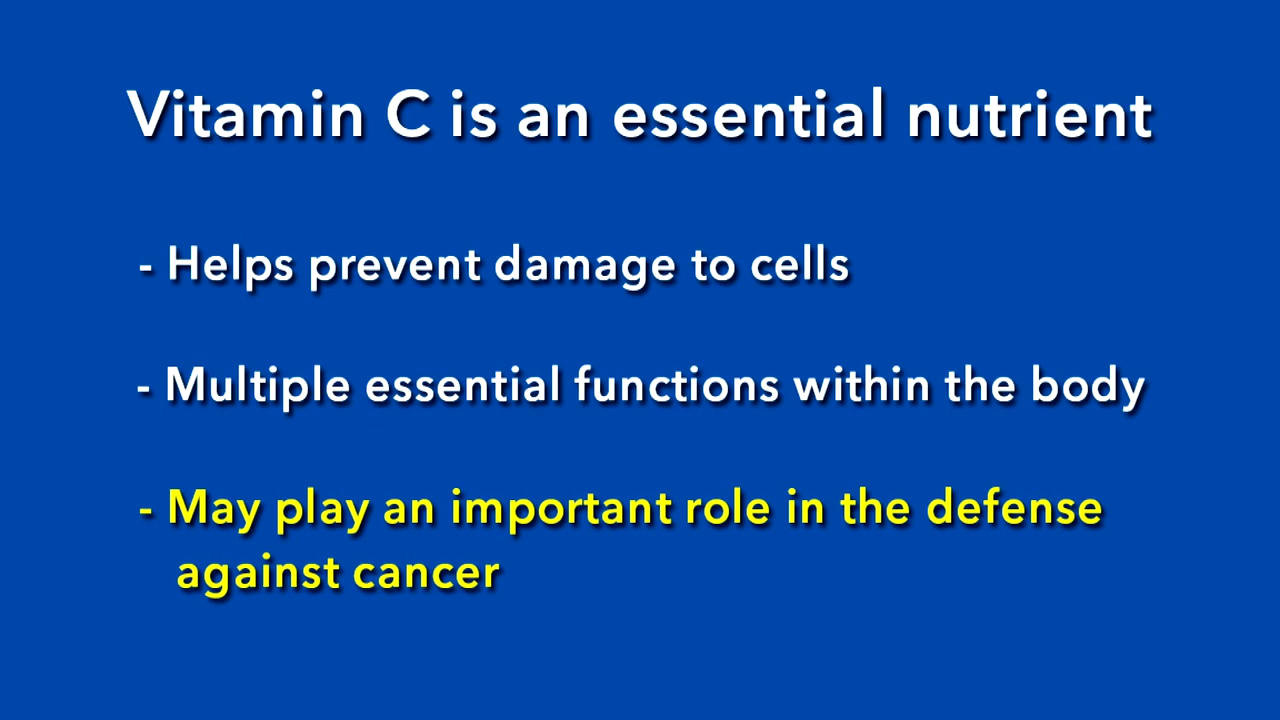 Vitamin C is an essential nutrient
- Helps prevent damage to cells
- Multiple essential functions within the body
- May play an important role in the defense
against cancer